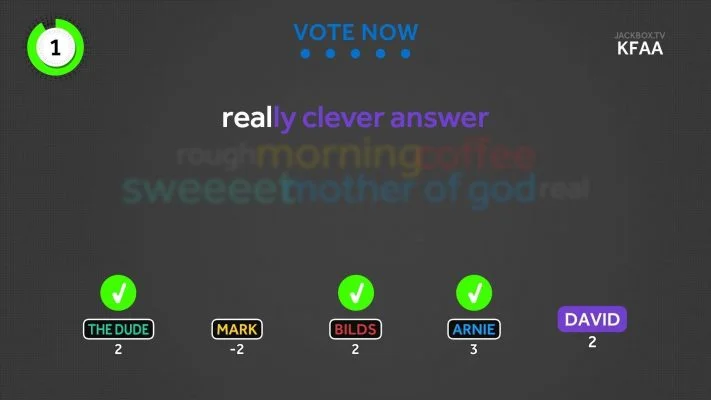 1
VOTE NOW
JACKBOX.TV
KFAA
really clever answer
rough morning coffee
sweeeet mother of god real
THE DUDE MARK BILDS ARNIE DAVID
2 -2 2 3 2